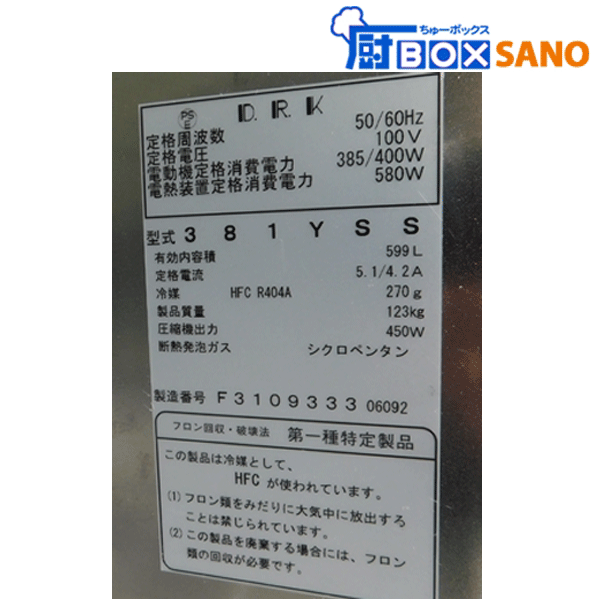 ちゅーボックス
厨BOX SANO
PS
E
D.R.K
定格周波数 50/60Hz
定格電圧 100V
電動機定格消費電力 385/400W
電熱装置定格消費電力 580W
型式 381YSS
有効内容積 599L
定格電流 5.1/4.2A
冷媒 HFC R404A 270g
製品質量 123kg
圧縮機出力 450W
断熱発泡ガス シクロペンタン
製造番号 F3109333 06092
フロン回収・破壊法 第一種特定製品
この製品は冷媒として、
HFC が使われています。
(1) フロン類をみだりに大気中に放出する
ことは禁じられています。
(2) この製品を廃棄する場合には、フロン
類の回収が必要です。